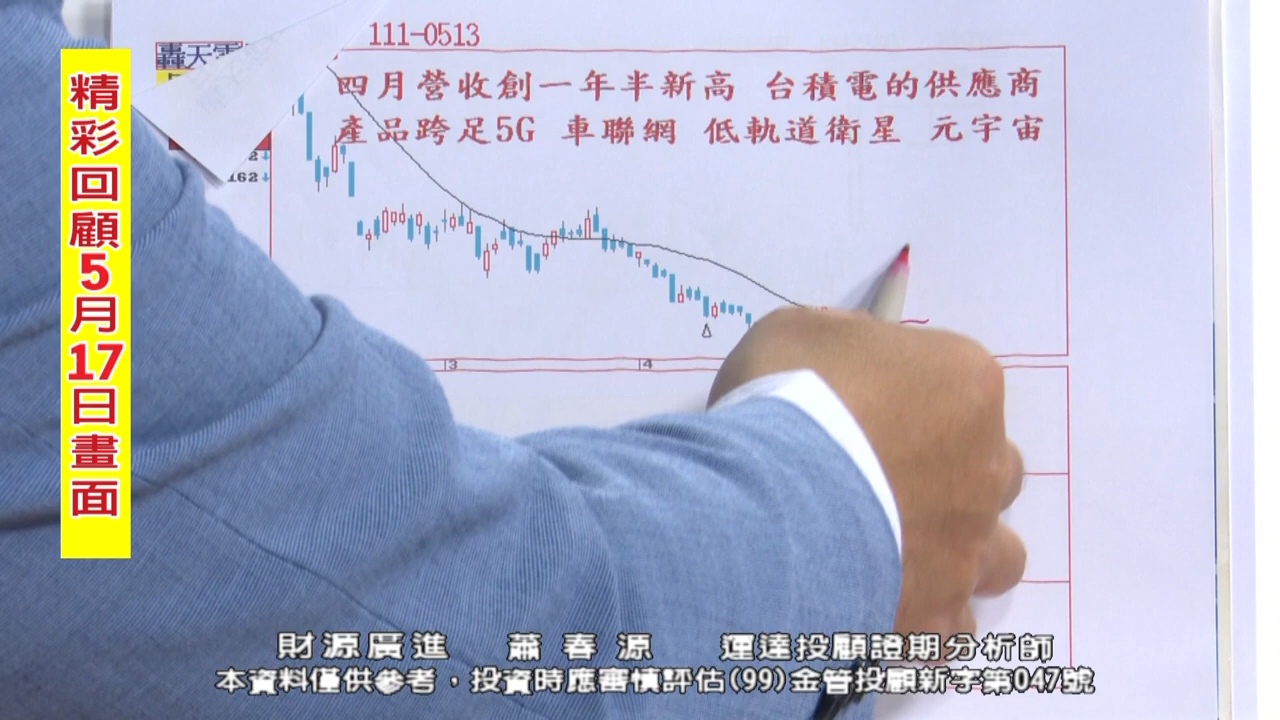 精彩回顧5月17日畫面
111-0513
轟天雷
四月營收創一年半新高 台積電的供應商
產品跨足5G 車聯網 低軌道衛星 元宇宙
2↓
162↓
3
4
財源廣進 蕭春源 運達投顧證期分析師
本資料僅供參考，投資時應審慎評估(99)金管投顧新字第047號